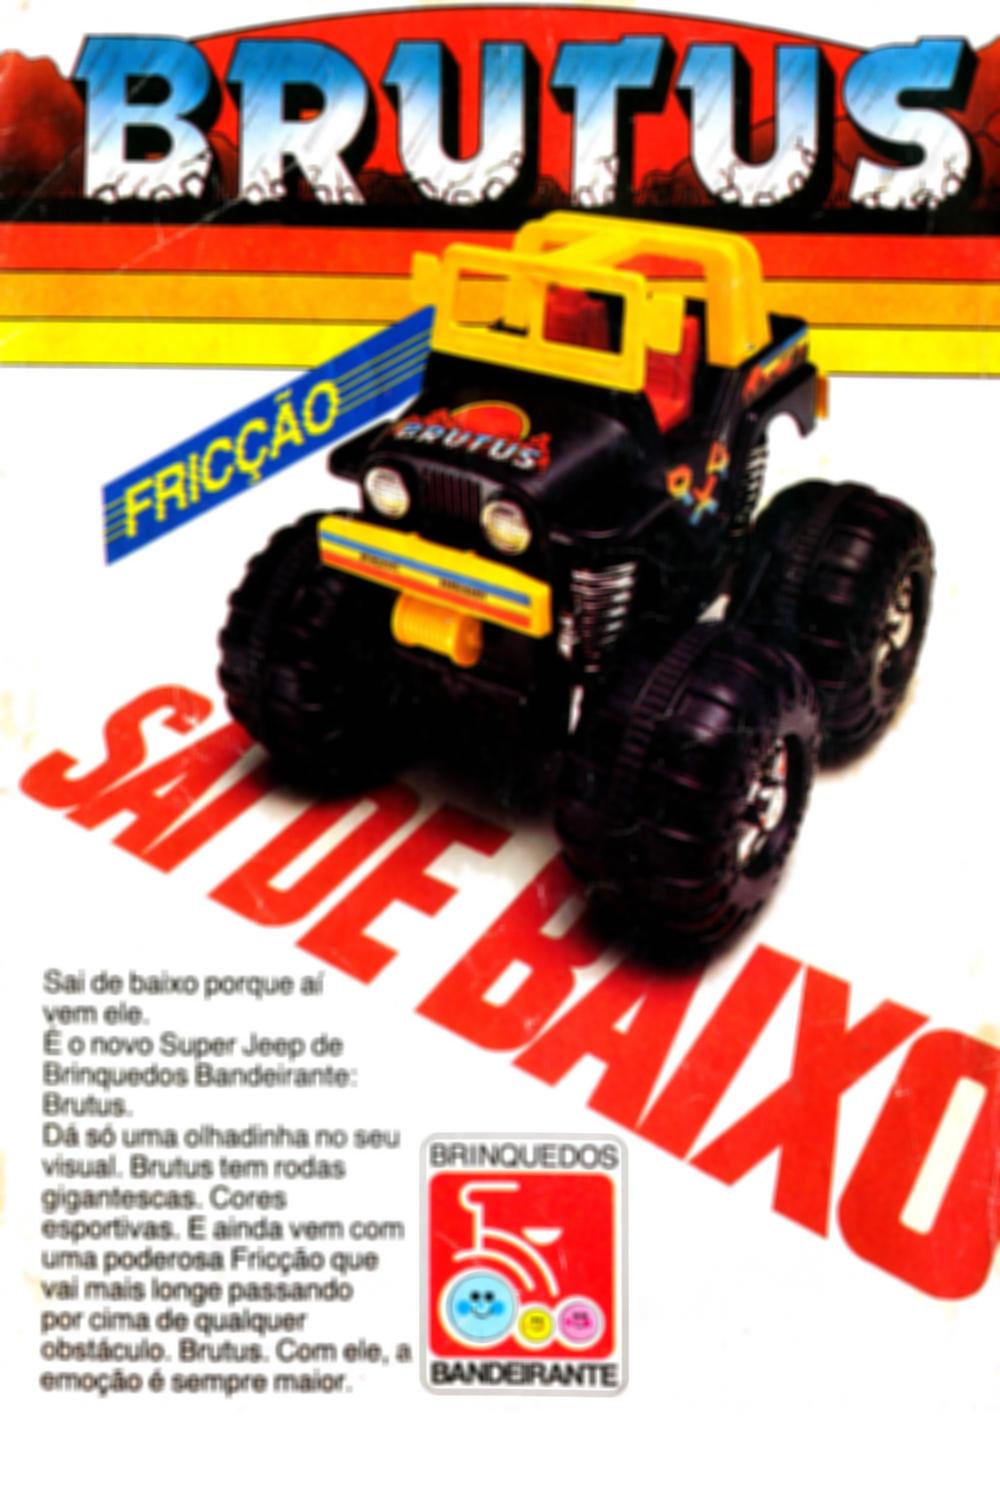 BRUTUS
FRICÇÃO
BRUTUS
SAI DE BAIXO
Sai de baixo porque aí
vem ele.
É o novo Super Jeep de
Brinquedos Bandeirante:
Brutus.
Dá só uma olhadinha no seu
visual. Brutus tem rodas
gigantescas. Cores
esportivas. E ainda vem com
uma poderosa Fricção que
vai mais longe passando
por cima de qualquer
obstáculo. Brutus. Com ele, a
emoção é sempre maior.
BRINQUEDOS
BANDEIRANTE